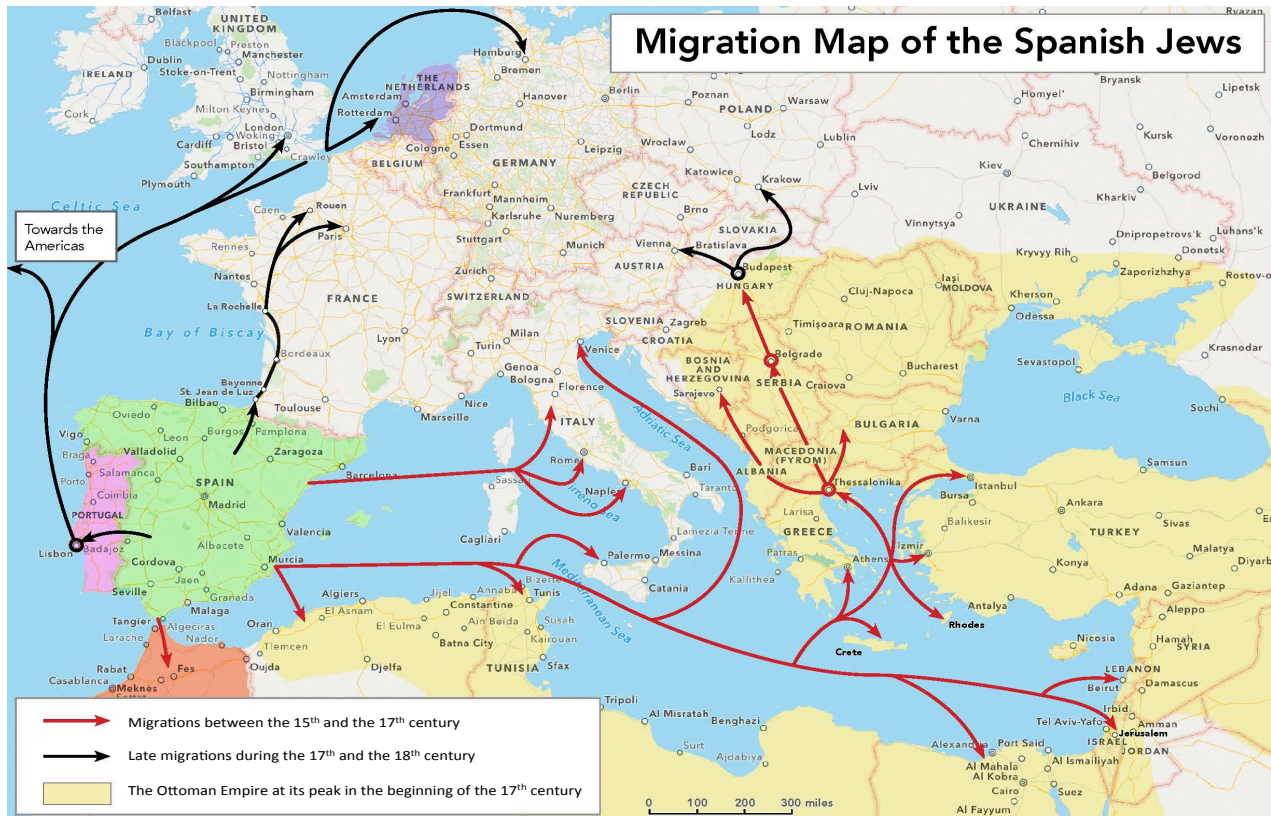 Migration Map of the Spanish Jews
Belfast
UNITED
KINGDOM
Blackpool
Preston
Manchester
Dublin
Stoke-on-Trent
Nottingham
IRELAND
Birmingham
Milton Keynes
Cork
London
Woking
Cardiff
Bristol
Crawley
Southampton
Plymouth
Celtic Sea
Towards the
Americas
Hamburg
Bremen
THE
NETHERLANDS
Amsterdam
Rotterdam
Hanover
Berlin
Dortmund
Essen
Cologne
BELGIUM
Leipzig
GERMANY
Frankfurt
Mannheim
Karlsruhe
Nuremburg
Stuttgart
Munich
Poznan
POLAND
Warsaw
Lodz
Lublin
Wroclaw
Katowice
Krakow
CZECH
REPUBLIC
Brno
SLOVAKIA
Vienna
Bratislava
AUSTRIA
Budapest
HUNGARY
Ryazan
Lipetsk
Bryansk
Homyel'
Kursk
Voronezh
Chernihiv
Kiev
Belgorod
Kharkiv
Lviv
UKRAINE
Vinnytsya
Dnipropetrovs'k
Luhans'k
Donetsk
Kryvyy Rih
Zaporizhzhya
Rostov-o
Kherson
Odessa
Krasnodar
Sevastopol
Sochi
Black Sea
Caen
Rouen
Paris
Rennes
Nantes
FRANCE
La Rochelle
Bay of Biscay
Lyon
Bordeaux
Bayonne
St. Jean de Luz
Bilbao
Toulouse
Marseille
Nice
Zurich
SWITZERLAND
Milan
Turin
Genoa
Bologna
Venice
Florence
ITALY
Rome
Naples
Tirreno Sea
Adriatic Sea
Bari
Taranto
Lamezia Terme
Sassari
Cagliari
Palermo
Messina
Catania
Mediterranean Sea
SLOVENIA
Zagreb
CROATIA
BOSNIA
AND
HERZEGOVINA
Sarajevo
Belgrade
SERBIA
Timişoara
ROMANIA
Cluj-Napoca
Iaşi
MOLDOVA
Craiova
Bucharest
Varna
BULGARIA
Podgorica
MACEDONIA
(FYROM)
ALBANIA
Thessalonika
Larisa
GREECE
Patras
Athens
Kallithea
Crete
Rhodes
Istanbul
Bursa
Balıkesir
Izmir
Ankara
TURKEY
Samsun
Sivas
Malatya
Diyarb
Konya
Adana
Gaziantep
Antalya
Aleppo
Nicosia
Hamah
SYRIA
LEBANON
Beirut
Damascus
Irbid
Tel Aviv-Yafo
Amman
Jerusalem
ISRAEL
JORDAN
Alexandria
Port Said
Al Mahala
Al Ismailiyah
Al Kobra
Cairo
Suez
Al Fayyum
Oviedo
Leon
Burgos
Pamplona
Vigo
Braga
Valladolid
Zaragoza
Barcelona
Porto
Salamanca
SPAIN
Coimbra
Madrid
PORTUGAL
Valencia
Lisbon
Badajoz
Albacete
Cordova
Murcia
Jaen
Seville
Granada
Malaga
Tangier
Algeciras
Larache
Nador
Rabat
Fes
Casablanca
Meknès
Oujda
Oran
Tlemcen
Algiers
El Asnam
Jijel
Annaba
Bizerte
Constantine
Tunis
El Eulma
Ain Beida
Susah
Batna City
Kairouan
Djelfa
TUNISIA
Sfax
Tripoli
Al Misratah
Benghazi
Surt
Ajdabiya
Migrations between the 15th and the 17th century
Late migrations during the 17th and the 18th century
The Ottoman Empire at its peak in the beginning of the 17th century
0 100 200 300 miles